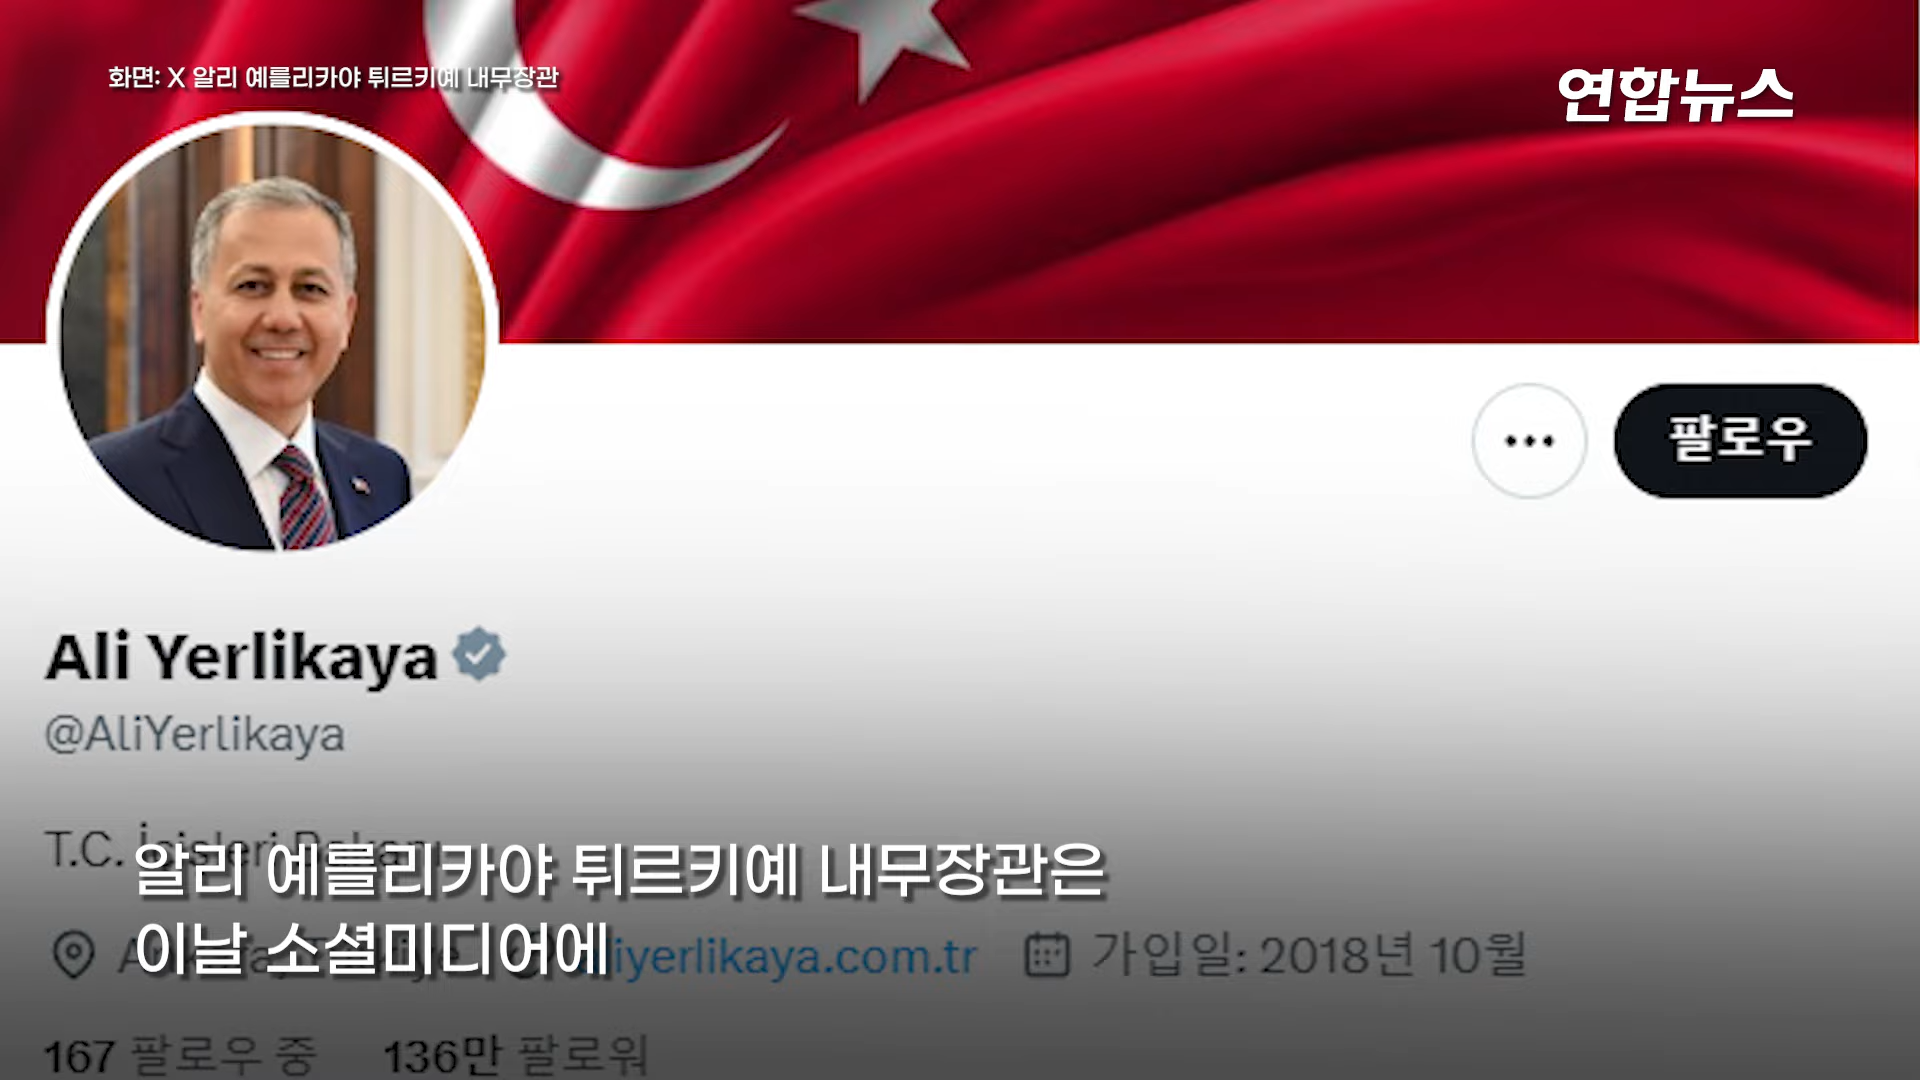 화면: X 알리 예를리카야 튀르키예 내무장관
연합뉴스
팔로우
Ali Yerlikaya
@AliYerlikaya
T.C.
알리 예를리카야 튀르키예 내무장관은
이날 소셜미디어에
aliyerlikaya.com.tr
가입일: 2018년 10월
167 팔로우 중
136만 팔로워